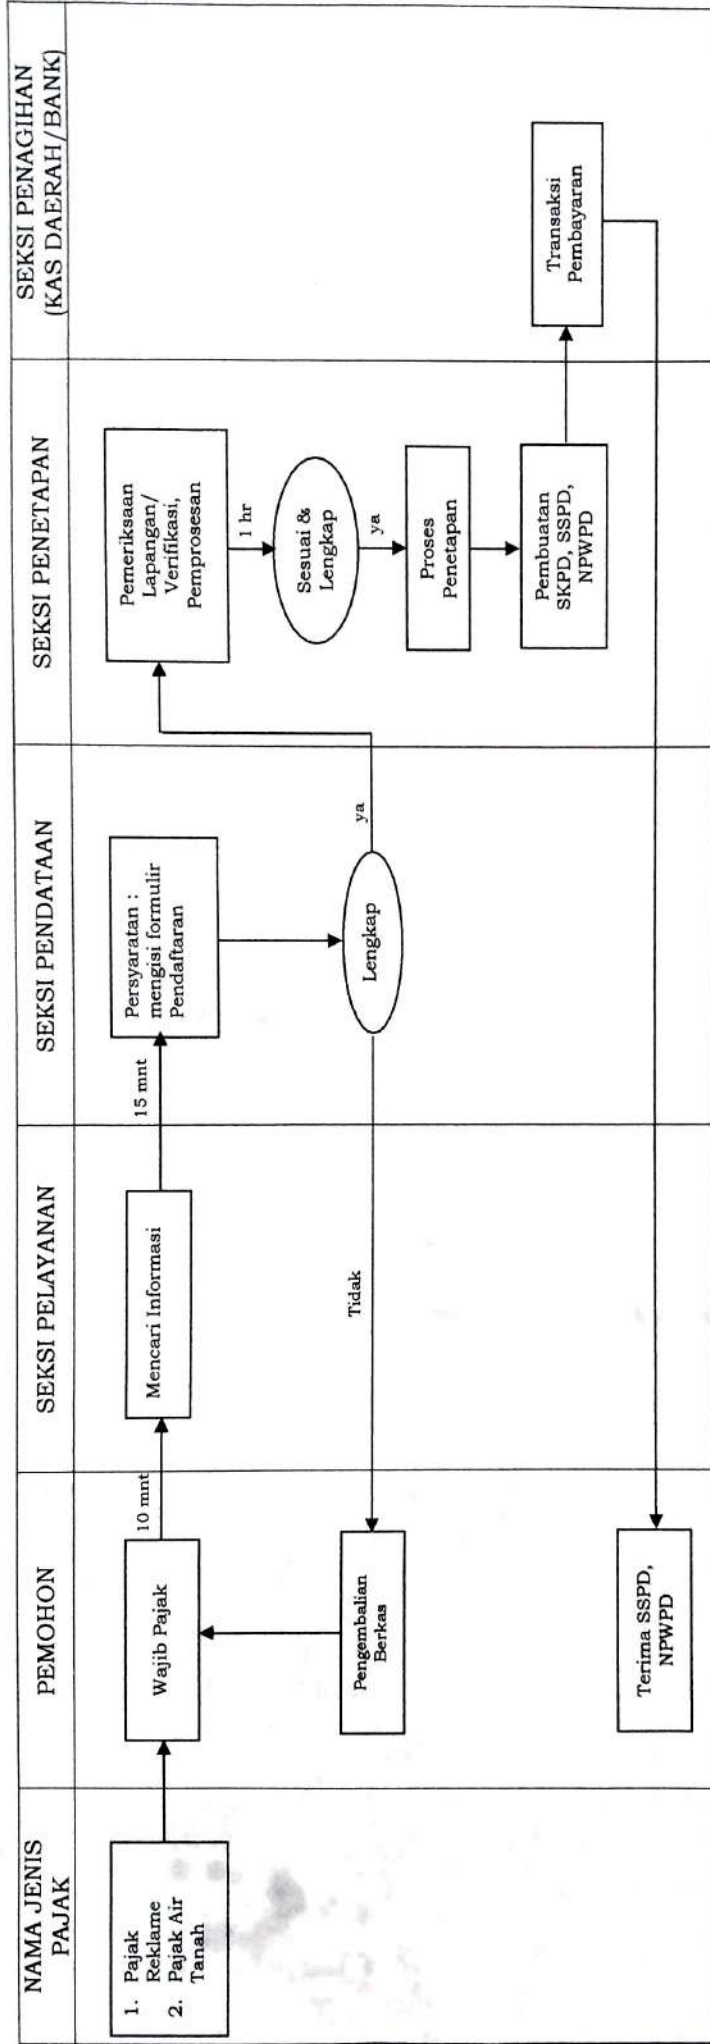 NAMA JENIS
PAJAK
PEMOHON
SEKSI PELAYANAN
SEKSI PENDATAAN
SEKSI PENETAPAN
SEKSI PENAGIHAN
(KAS DAERAH/BANK)
1. Pajak
Reklame
2. Pajak Air
Tanah
Wajib Pajak
10 mnt
Mencari Informasi
15 mnt
Persyaratan :
mengisi formulir
Pendaftaran
Pemeriksaan
Lapangan/
Verifikasi,
Pemprosesan
1 hr
Sesuai &
Lengkap
ya
Pengembalian
Berkas
Tidak
Lengkap
ya
Proses
Penetapan
Pembuatan
SKPD, SSPD,
NPWPD
Transaksi
Pembayaran
Terima SSPD,
NPWPD